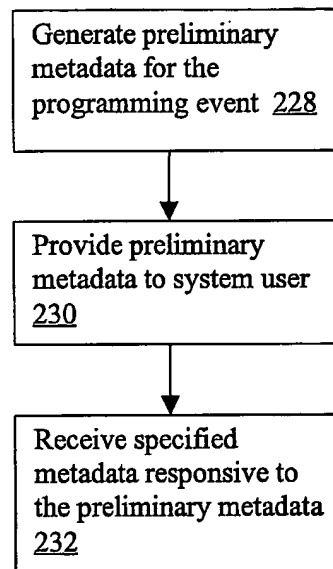 Generate preliminary
metadata for the
programming event 228
Provide preliminary
metadata to system user
230
Receive specified
metadata responsive to
the preliminary metadata
232